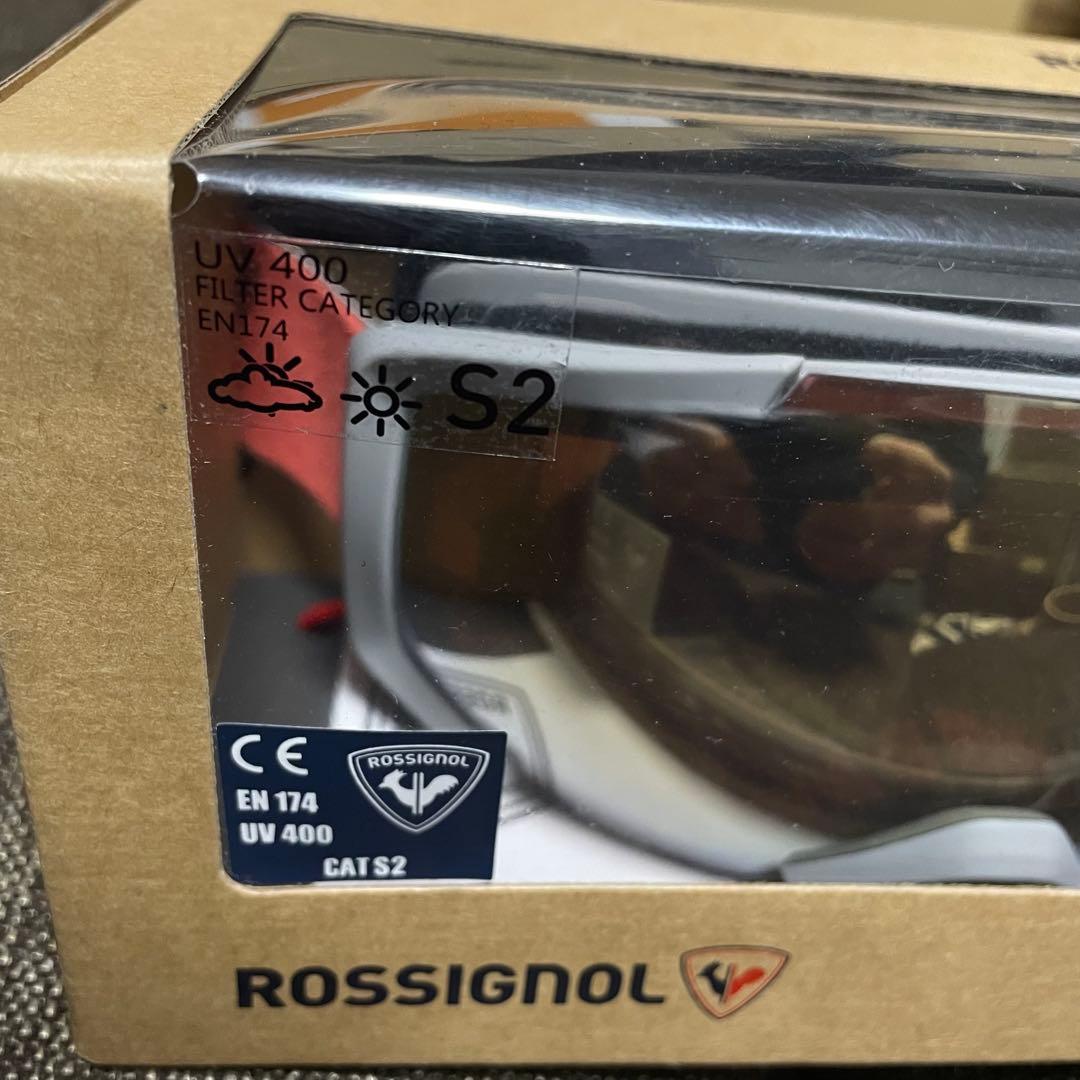 UV 400
FILTER CATEGORY
EN174
S2
CE
ROSSIGNOL
EN 174
UV 400
CAT S2
ROSSIGNOL